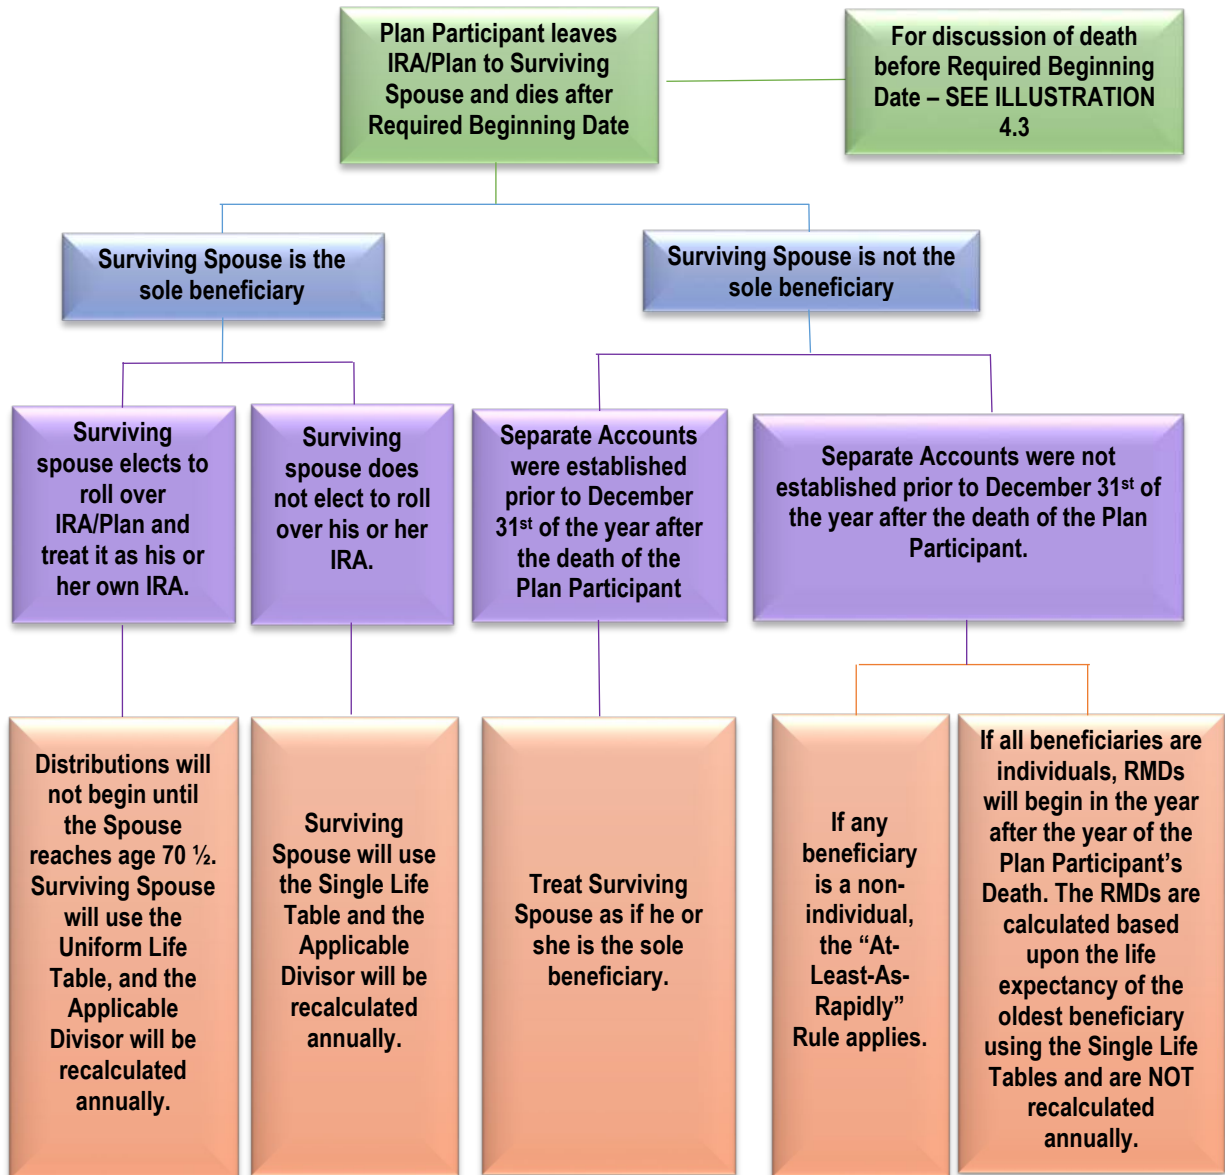 Plan Participant leaves
IRA/Plan to Surviving
Spouse and dies after
Required Beginning Date
For discussion of death
before Required Beginning
Date – SEE ILLUSTRATION
4.3
Surviving Spouse is the
sole beneficiary
Surviving Spouse is not the
sole beneficiary
Surviving
spouse elects to
roll over
IRA/Plan and
treat it as his or
her own IRA.
Surviving
spouse does
not elect to roll
over his or her
IRA.
Separate Accounts
were established
prior to December
31st of the year after
the death of the
Plan Participant
Separate Accounts were not
established prior to December 31st of
the year after the death of the Plan
Participant.
Distributions will
not begin until
the Spouse
reaches age 70 ½.
Surviving Spouse
will use the
Uniform Life
Table, and the
Applicable
Divisor will be
recalculated
annually.
Surviving
Spouse will use
the Single Life
Table and the
Applicable
Divisor will be
recalculated
annually.
Treat Surviving
Spouse as if he or
she is the sole
beneficiary.
If any
beneficiary
is a non-
individual,
the “At-
Least-As-
Rapidly”
Rule applies.
If all beneficiaries are
individuals, RMDs
will begin in the year
after the year of the
Plan Participant’s
Death. The RMDs are
calculated based
upon the life
expectancy of the
oldest beneficiary
using the Single Life
Tables and are NOT
recalculated
annually.